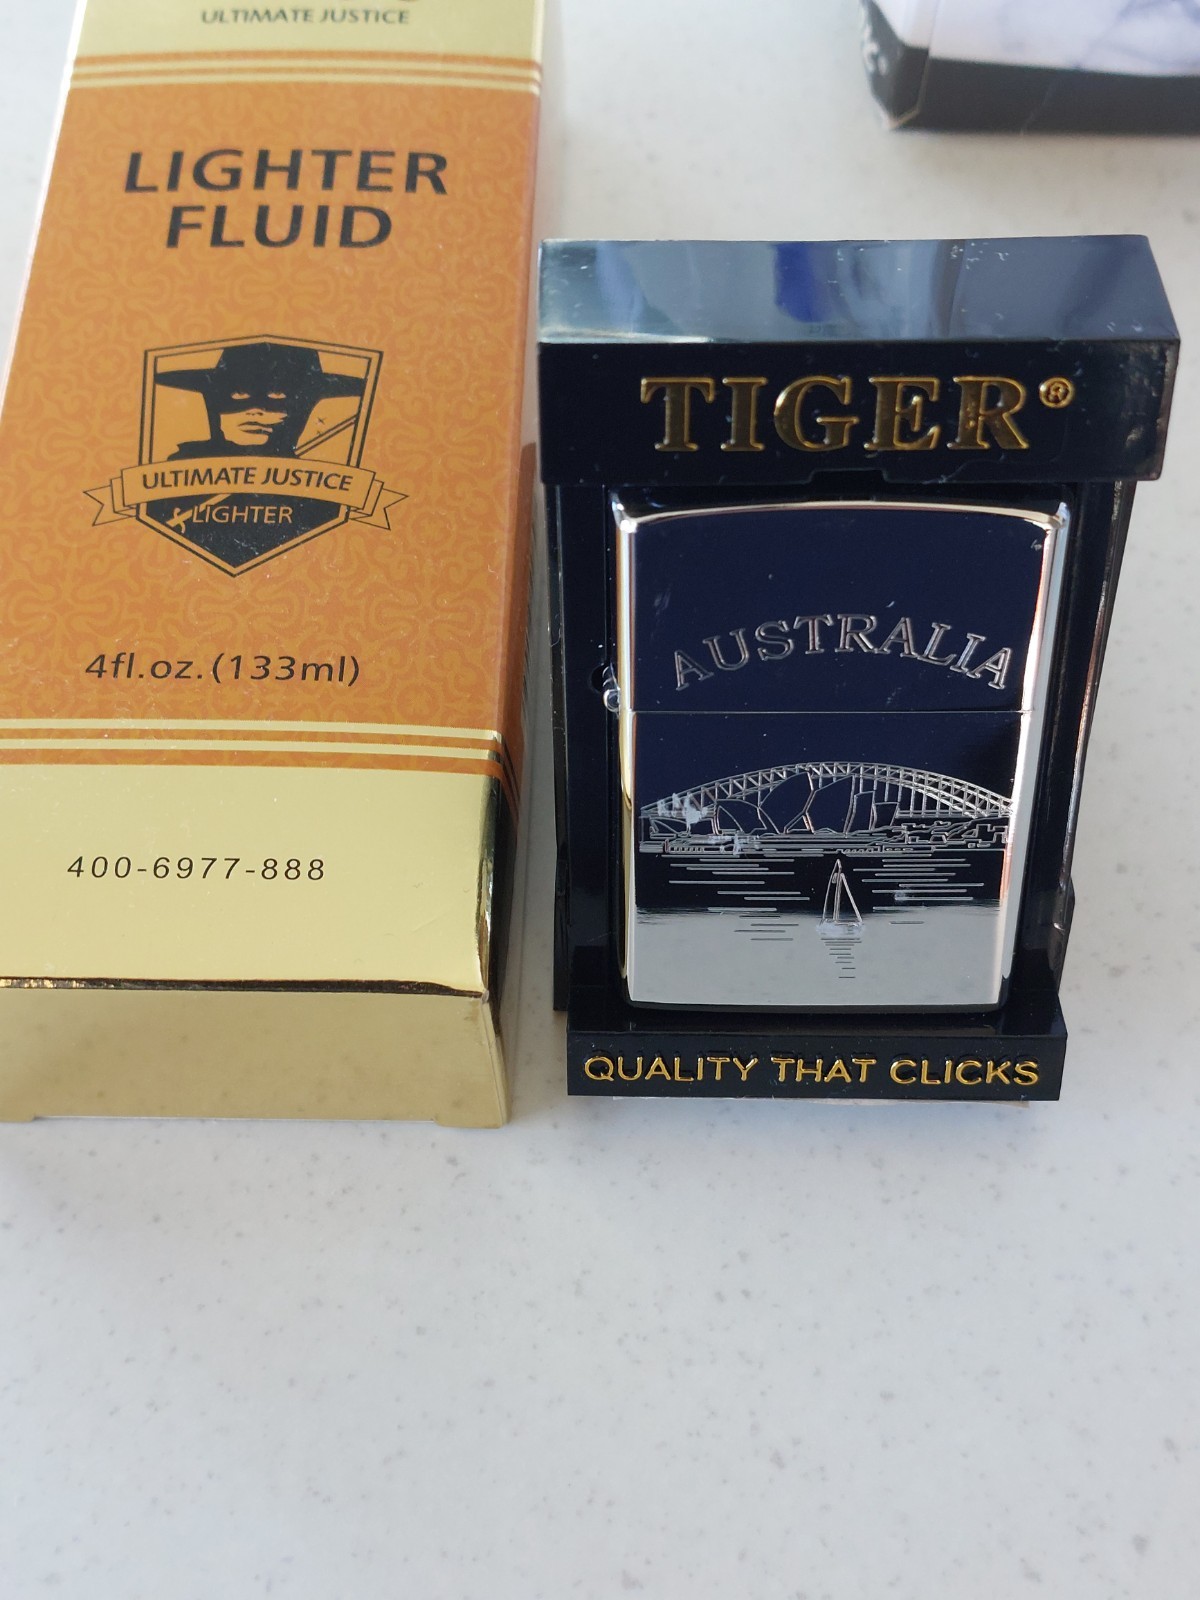 ULTIMATE JUSTICE
LIGHTER
FLUID
ULTIMATE JUSTICE
LIGHTER
4fl.oz.(133ml)
400-6977-888
TIGER®
AUSTRALIA
QUALITY THAT CLICKS